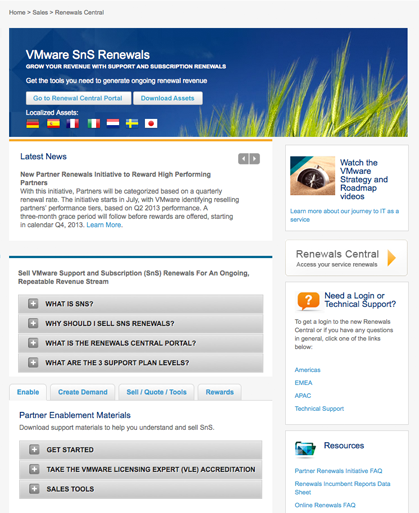 Home > Sales > Renewals Central
VMware SnS Renewals
GROW YOUR REVENUE WITH SUPPORT AND SUBSCRIPTION RENEWALS
Get the tools you need to generate ongoing renewal revenue
Go to Renewal Central Portal
Download Assets
Localized Assets:
Latest News
New Partner Renewals Initiative to Reward High Performing
Partners
With this initiative, Partners will be categorized based on a quarterly
renewal rate. The initiative starts in July, with VMware identifying reselling
partners' performance tiers, based on Q2 2013 performance. A
three-month grace period will follow before rewards are offered, starting
in calendar Q4, 2013. Learn More.
Sell VMware Support and Subscription (SnS) Renewals For An Ongoing,
Repeatable Revenue Stream
WHAT IS SNS?
WHY SHOULD I SELL SNS RENEWALS?
WHAT IS THE RENEWALS CENTRAL PORTAL?
WHAT ARE THE 3 SUPPORT PLAN LEVELS?
Enable
Create Demand
Sell / Quote / Tools
Rewards
Partner Enablement Materials
Download support materials to help you understand and sell SnS.
GET STARTED
TAKE THE VMWARE LICENSING EXPERT (VLE) ACCREDITATION
SALES TOOLS
Watch the
VMware
Strategy and
Roadmap
videos
Learn more about our journey to IT as a
service
Renewals Central
Access your service renewals
Need a Login or
Technical Support?
To get a login to the new Renewals
Central or if you have any questions
in general, click one of the links
below:
Americas
EMEA
APAC
Technical Support
Resources
Partner Renewals Initiative FAQ
Renewals Incumbent Reports Data
Sheet
Online Renewals FAQ